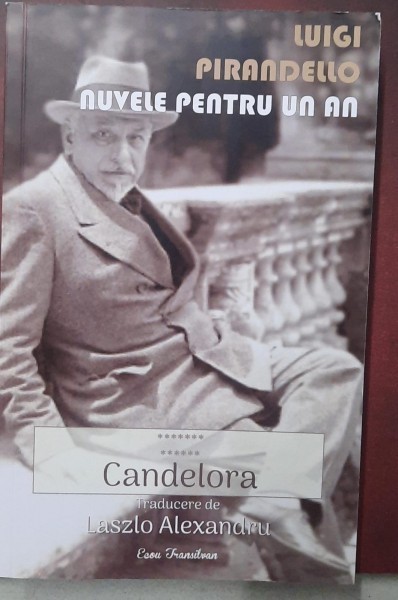 LUIGI
PIRANDELLO
NUVELE PENTRU UN AN
*******
******
Candelora
Traducere de
Laszlo Alexandru
Ecou Transilvan